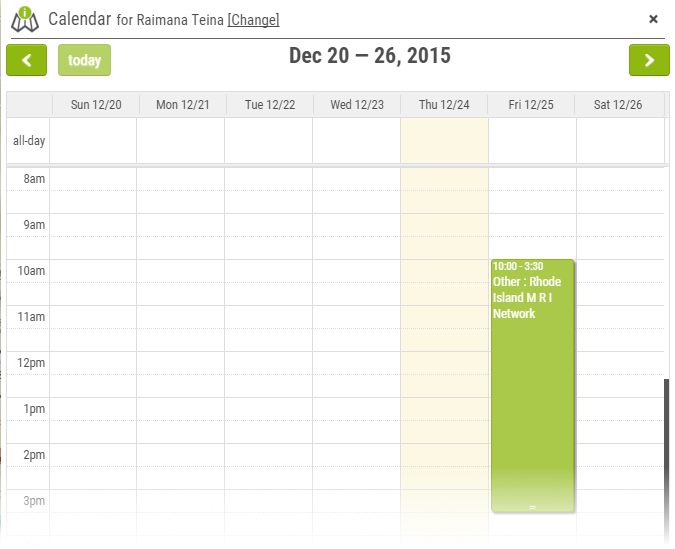 Calendar for Raimana Teina [Change]
today
Dec 20 — 26, 2015
Sun 12/20 Mon 12/21 Tue 12/22 Wed 12/23 Thu 12/24 Fri 12/25 Sat 12/26
all-day
8am
9am
10am
10:00 - 3:30
Other : Rhode
Island M R I
Network
11am
12pm
1pm
2pm
3pm